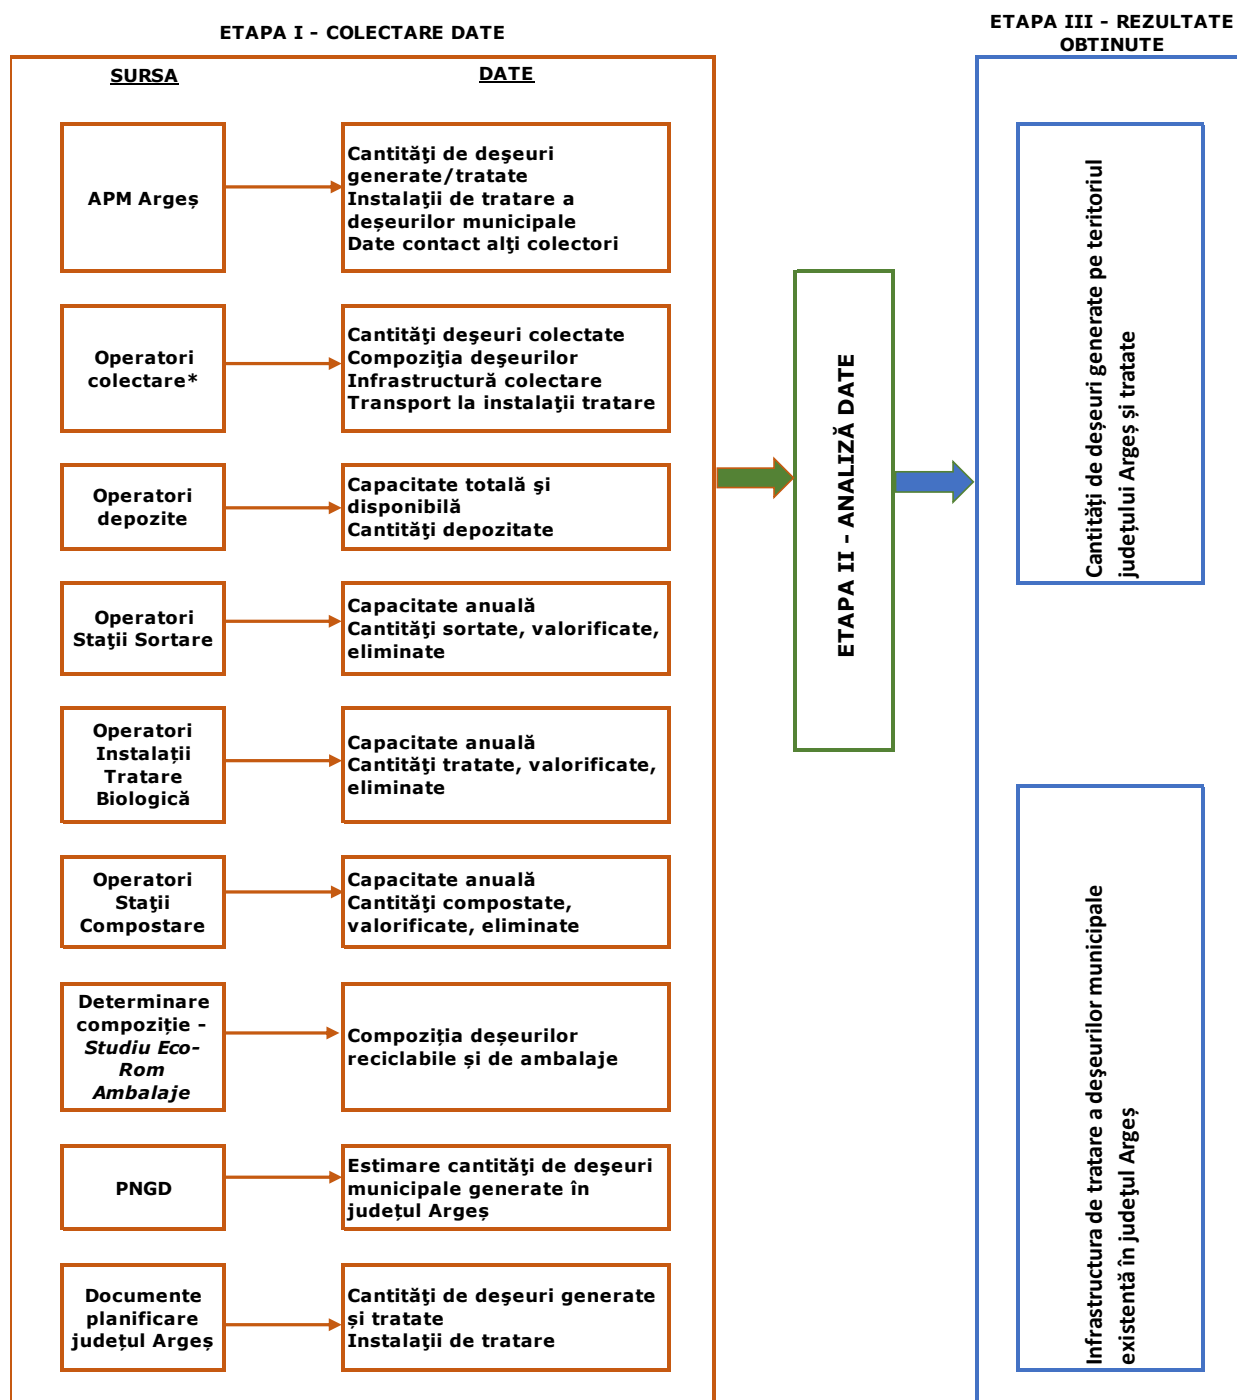 ETAPA I - COLECTARE DATE
ETAPA III - REZULTATE
OBTINUTE
SURSA
DATE
APM Argeș
Cantităţi de deşeuri
generate/tratate
Instalaţii de tratare a
deșeurilor municipale
Date contact alţi colectori
Operatori
colectare*
Cantităţi deşeuri colectate
Compoziţia deşeurilor
Infrastructură colectare
Transport la instalaţii tratare
Operatori
depozite
Capacitate totală şi
disponibilă
Cantităţi depozitate
Operatori
Staţii Sortare
Capacitate anuală
Cantităţi sortate, valorificate,
eliminate
Operatori
Instalații
Tratare
Biologică
Capacitate anuală
Cantităţi tratate, valorificate,
eliminate
Operatori
Staţii
Compostare
Capacitate anuală
Cantităţi compostate,
valorificate, eliminate
Determinare
compoziție -
Studiu Eco-
Rom
Ambalaje
Compoziția deșeurilor
reciclabile și de ambalaje
PNGD
Estimare cantităţi de deşeuri
municipale generate în
județul Argeș
Documente
planificare
județul Argeș
Cantităţi de deşeuri generate
și tratate
Instalaţii de tratare
ETAPA II - ANALIZĂ DATE
Cantități de deșeuri generate pe teritoriul
județului Argeș și tratate
Infrastructura de tratare a deşeurilor municipale
existentă în judeţul Argeș